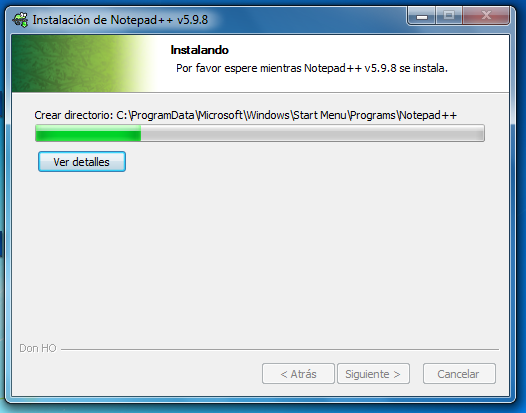 Instalación de Notepad++ v5.9.8
Instalando
Por favor espere mientras Notepad++ v5.9.8 se instala.
Crear directorio: C:\ProgramData\Microsoft\Windows\Start Menu\Programs\Notepad++
Ver detalles
Don HO
< Atrás
Siguiente >
Cancelar